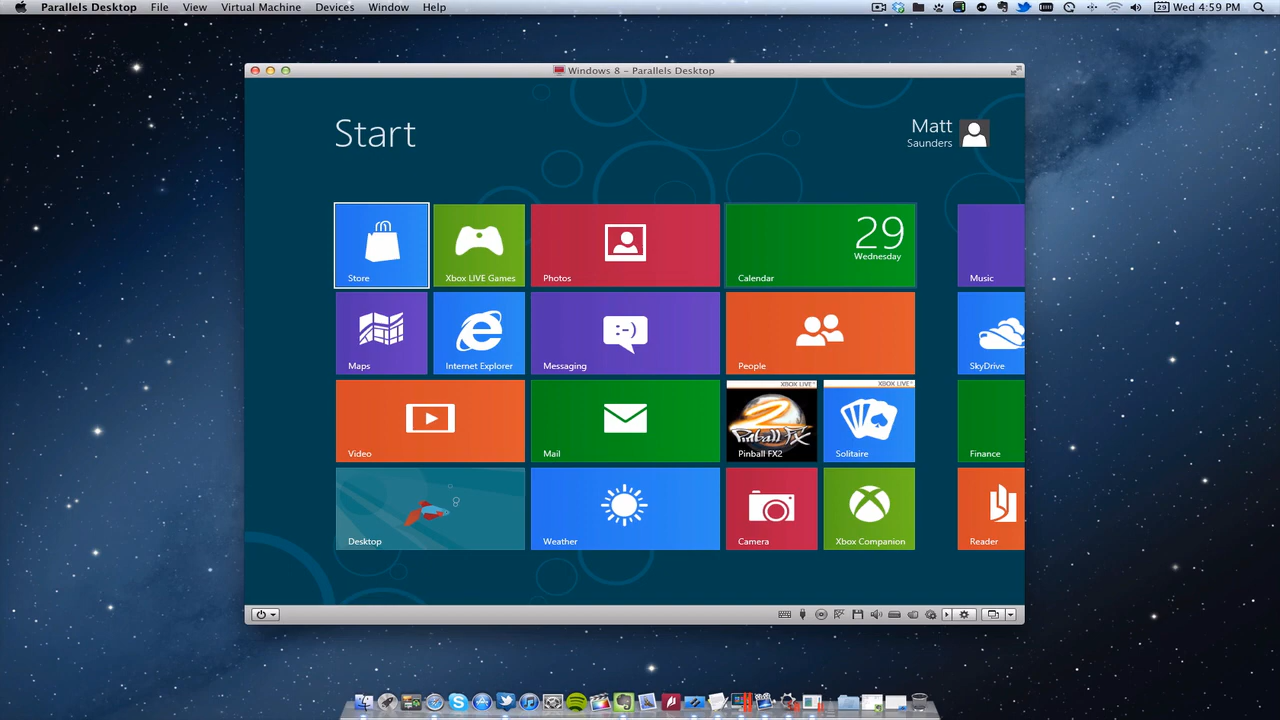 Parallels Desktop File View Virtual Machine Devices Window Help 29 Wed 4:59 PM
Windows 8 - Parallels Desktop
Start
Matt
Saunders
29
Wednesday
Store Xbox LIVE Games Photos Calendar Music
Maps Internet Explorer Messaging People SkyDrive
XBOX LIVE XBOX LIVE
2
Pinball FX
Video Mail Pinball FX2 Solitaire Finance
Desktop Weather Camera Xbox Companion Reader